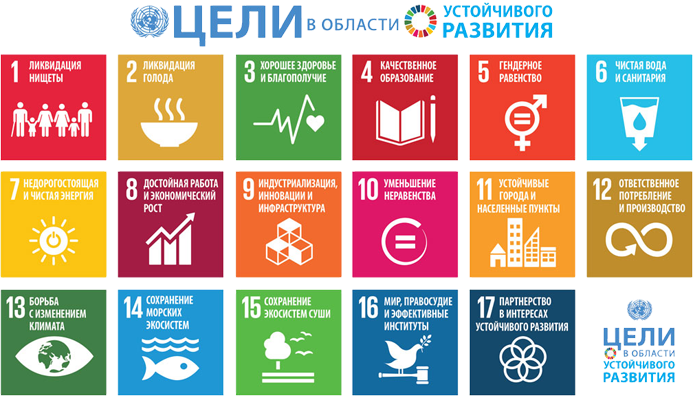 ЦЕЛИ В ОБЛАСТИ УСТОЙЧИВОГО
РАЗВИТИЯ
1 ЛИКВИДАЦИЯ
НИЩЕТЫ
2 ЛИКВИДАЦИЯ
ГОЛОДА
3 ХОРОШЕЕ ЗДОРОВЬЕ
И БЛАГОПОЛУЧИЕ
4 КАЧЕСТВЕННОЕ
ОБРАЗОВАНИЕ
5 ГЕНДЕРНОЕ
РАВЕНСТВО
6 ЧИСТАЯ ВОДА
И САНИТАРИЯ
7 НЕДОРОГОСТОЯЩАЯ
И ЧИСТАЯ ЭНЕРГИЯ
8 ДОСТОЙНАЯ РАБОТА
И ЭКОНОМИЧЕСКИЙ
РОСТ
9 ИНДУСТРИАЛИЗАЦИЯ,
ИННОВАЦИИ И
ИНФРАСТРУКТУРА
10 УМЕНЬШЕНИЕ
НЕРАВЕНСТВА
11 УСТОЙЧИВЫЕ
ГОРОДА И
НАСЕЛЕННЫЕ ПУНКТЫ
12 ОТВЕТСТВЕННОЕ
ПОТРЕБЛЕНИЕ
И ПРОИЗВОДСТВО
13 БОРЬБА
С ИЗМЕНЕНИЕМ
КЛИМАТА
14 СОХРАНЕНИЕ
МОРСКИХ
ЭКОСИСТЕМ
15 СОХРАНЕНИЕ
ЭКОСИСТЕМ СУШИ
16 МИР, ПРАВОСУДИЕ
И ЭФФЕКТИВНЫЕ
ИНСТИТУТЫ
17 ПАРТНЕРСТВО
В ИНТЕРЕСАХ
УСТОЙЧИВОГО РАЗВИТИЯ
ЦЕЛИ
В ОБЛАСТИ
УСТОЙЧИВОГО
РАЗВИТИЯ